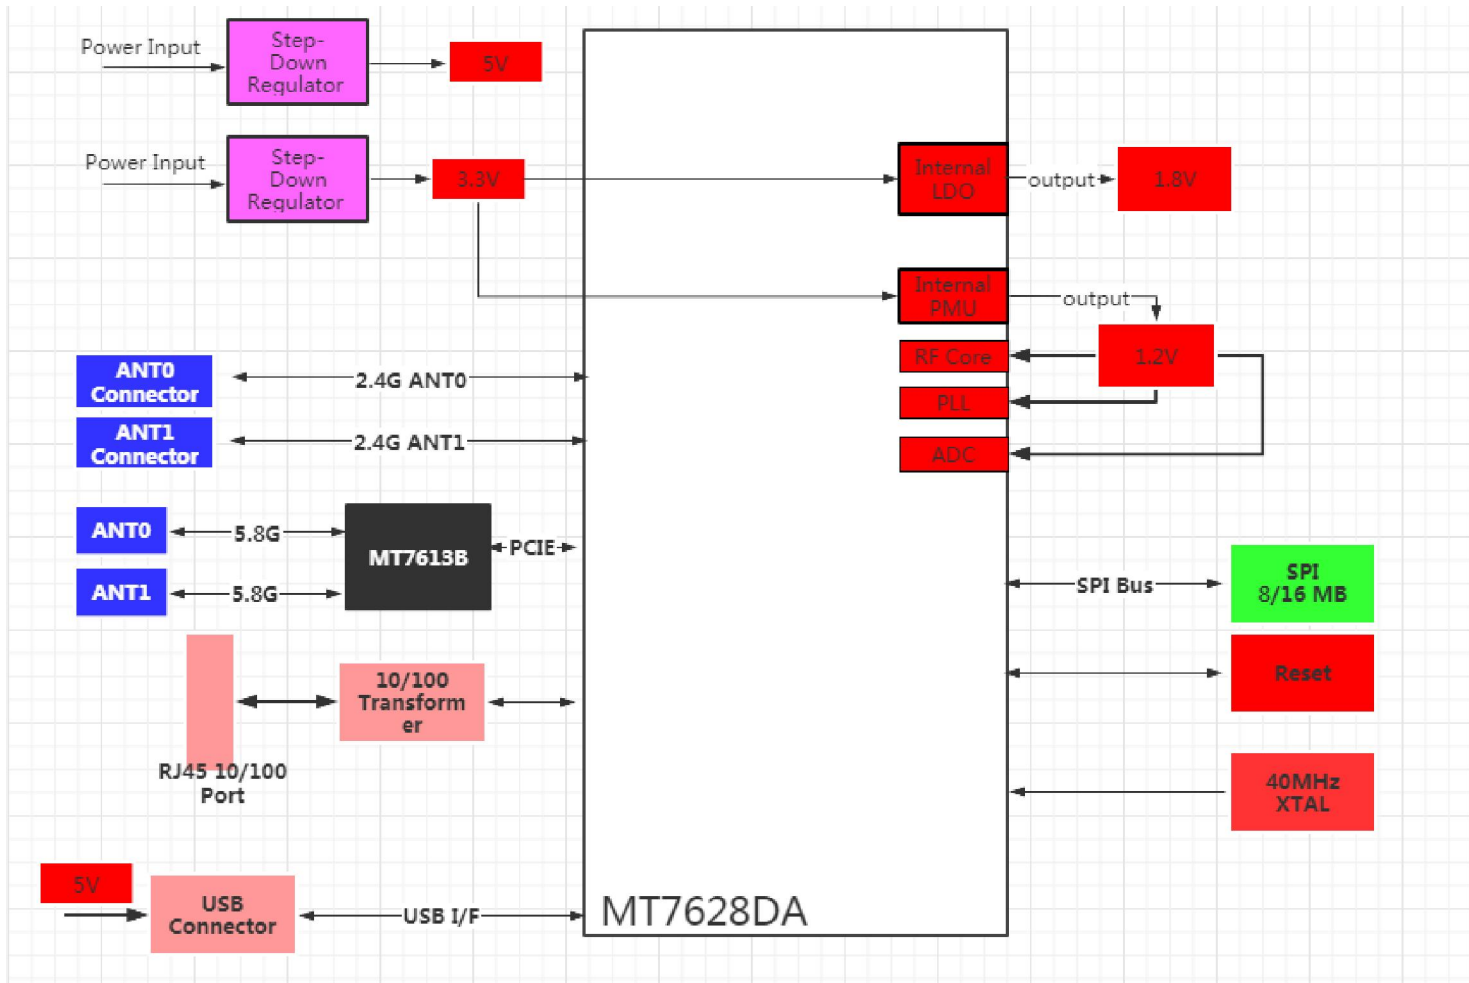 Power Input
Step-
Down
Regulator
5V
Power Input
Step-
Down
Regulator
3.3V
Internal
LDO
output
1.8V
Internal
PMU
output
1.2V
RF Core
PLL
ADC
ANT0
Connector
2.4G ANT0
ANT1
Connector
2.4G ANT1
ANT0
5.8G
MT7613B
PCIE
ANT1
5.8G
SPI Bus
SPI
8/16 MB
10/100
Transform
er
Reset
RJ45 10/100
Port
40MHz
XTAL
5V
USB
Connector
USB I/F
MT7628DA